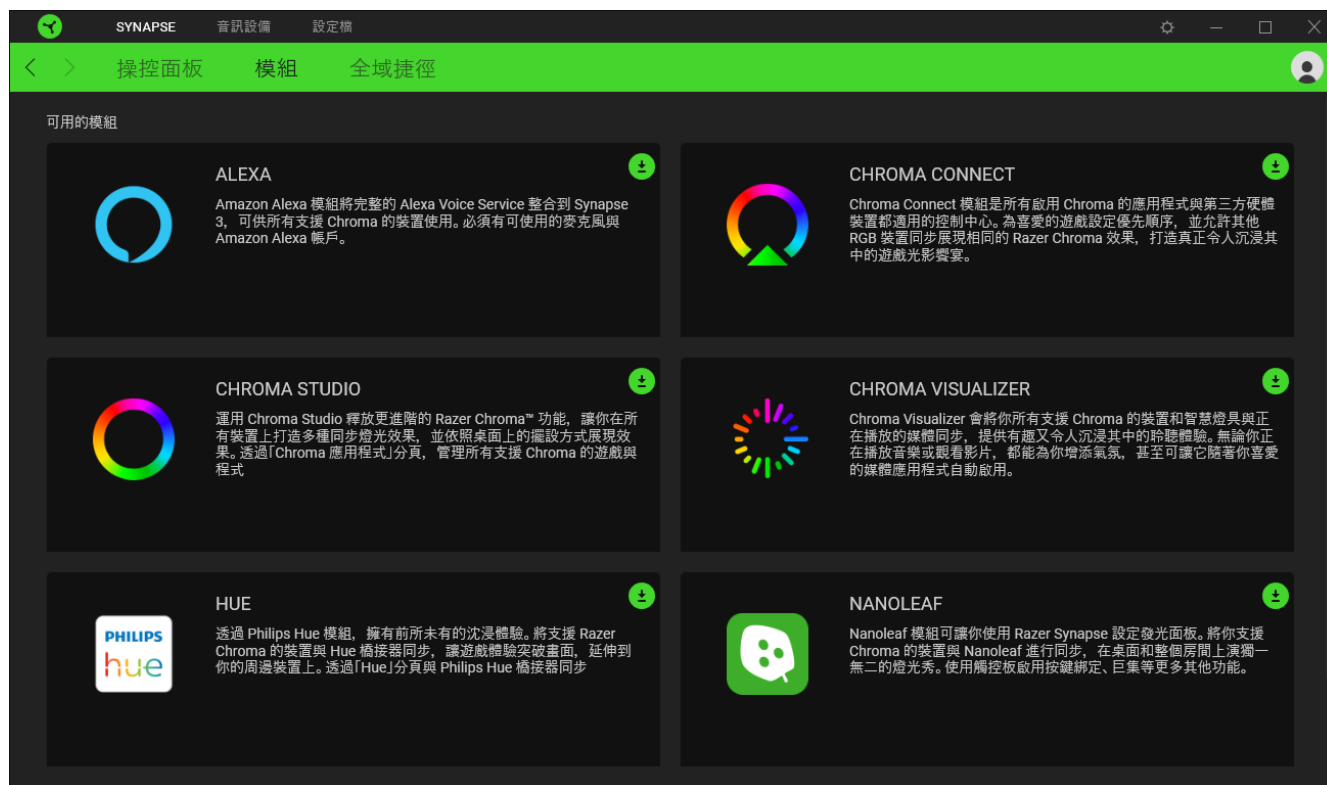 SYNAPSE 音訊設備 設定檔
操控面板 模組 全域捷徑
可用的模組
ALEXA
Amazon Alexa 模組將完整的 Alexa Voice Service 整合到 Synapse
3，可供所有支援 Chroma 的裝置使用。必須有可使用的麥克風與
Amazon Alexa 帳戶。
CHROMA CONNECT
Chroma Connect 模組是所有啟用 Chroma 的應用程式與第三方硬體
裝置都適用的控制中心。為喜愛的遊戲設定優先順序，並允許其他
RGB 裝置同步展現相同的 Razer Chroma 效果，打造真正令人沉浸其
中的遊戲光影饗宴。
CHROMA STUDIO
運用 Chroma Studio 釋放更進階的 Razer Chroma™ 功能，讓你在所
有裝置上打造多種同步燈光效果，並依照桌面上的擺設方式展現效
果。透過「Chroma 應用程式」分頁，管理所有支援 Chroma 的遊戲與
程式
CHROMA VISUALIZER
Chroma Visualizer 會將你所有支援 Chroma 的裝置和智慧燈具與正
在播放的媒體同步，提供有趣又令人沉浸其中的聆聽體驗。無論你正
在播放音樂或觀看影片，都能為你增添氣氛，甚至可讓它隨著你喜愛
的媒體應用程式自動啟用。
PHILIPS
hue
HUE
透過 Philips Hue 模組，擁有前所未有的沈浸體驗。將支援 Razer
Chroma 的裝置與 Hue 橋接器同步，讓遊戲體驗突破畫面，延伸到
你的周邊裝置上。透過「Hue」分頁與 Philips Hue 橋接器同步
NANOLEAF
Nanoleaf 模組可讓你使用 Razer Synapse 設定發光面板。將你支援
Chroma 的裝置與 Nanoleaf 進行同步，在桌面和整個房間上演獨一
無二的燈光秀。使用觸控板啟用按鍵綁定、巨集等更多其他功能。